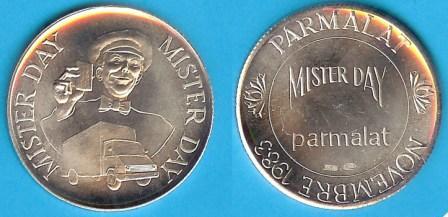 MISTER DAY
MISTER DAY
PARMALAT
MISTER DAY
parmalat
NOVEMBRE 1983